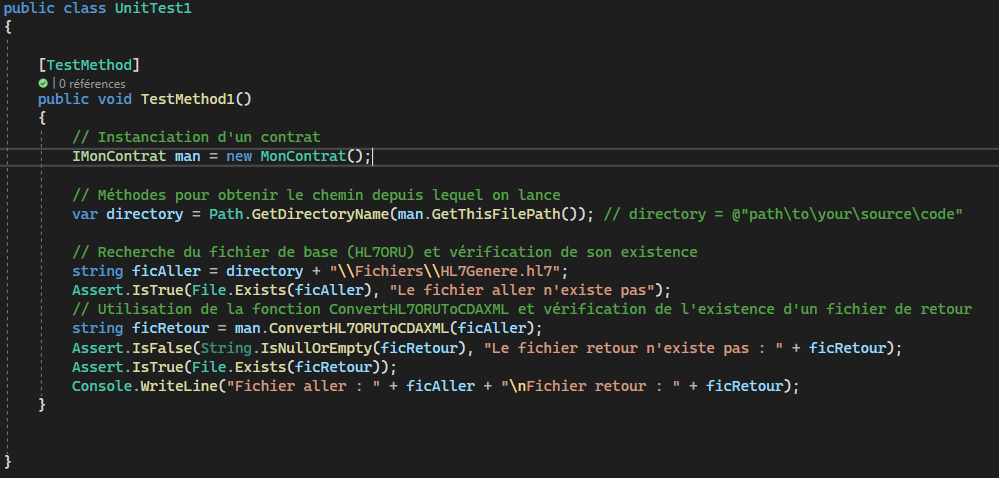 public class UnitTest1
{
[TestMethod]
| 0 références
public void TestMethod1()
{
// Instanciation d'un contrat
IMonContrat man = new MonContrat();
// Méthodes pour obtenir le chemin depuis lequel on lance
var directory = Path.GetDirectoryName(man.GetThisFilePath()); // directory = @"path\to\your\source\code"
// Recherche du fichier de base (HL7ORU) et vérification de son existence
string ficAller = directory + "\\Fichiers\\HL7Genere.hl7";
Assert.IsTrue(File.Exists(ficAller), "Le fichier aller n'existe pas");
// Utilisation de la fonction ConvertHL7ORUToCDAXML et vérification de l'existence d'un fichier de retour
string ficRetour = man.ConvertHL7ORUToCDAXML(ficAller);
Assert.IsFalse(String.IsNullOrEmpty(ficRetour), "Le fichier retour n'existe pas : " + ficRetour);
Assert.IsTrue(File.Exists(ficRetour));
Console.WriteLine("Fichier aller : " + ficAller + "\nFichier retour : " + ficRetour);
}
}